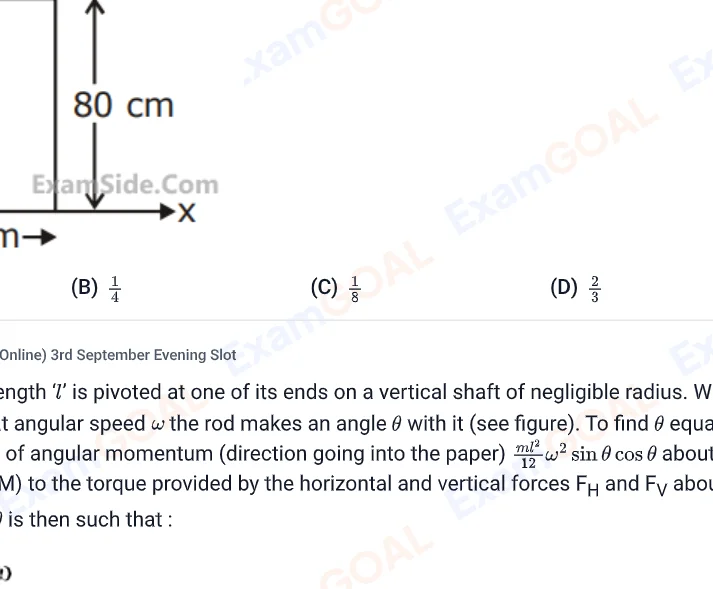 80 cm
ExamSide.Com
x
m
(B) 1/4 (C) 1/8 (D) 2/3
Online) 3rd September Evening Slot
ength 'l' is pivoted at one of its ends on a vertical shaft of negligible radius. W
t angular speed ω the rod makes an angle θ with it (see figure). To find θ equa
of angular momentum (direction going into the paper) ml²/12 ω² sin θ cos θ about
M) to the torque provided by the horizontal and vertical forces F_H and F_V abou
θ is then such that :
ExamGOAL
ExamGOAL
ExamGOAL